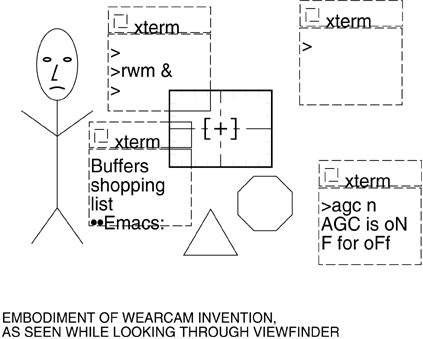 xterm
>
>rwm &
>
xterm
>
[+]
xterm
Buffers
shopping
list
••Emacs:
xterm
>agc n
AGC is oN
F for oFf
EMBODIMENT OF WEARCAM INVENTION,
AS SEEN WHILE LOOKING THROUGH VIEWFINDER